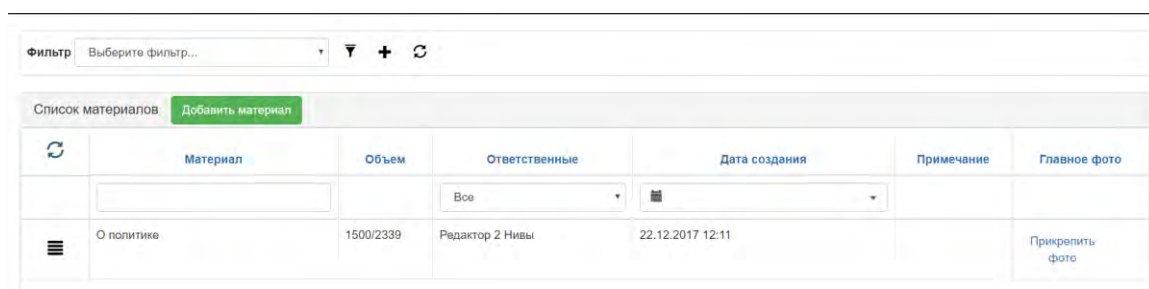 Фильтр Выберите фильтр...
Список материалов Добавить материал
Материал Объем Ответственные Дата создания Примечание Главное фото
Все
О политике 1500/2339 Редактор 2 Нивы 22.12.2017 12:11 Прикрепить
фото